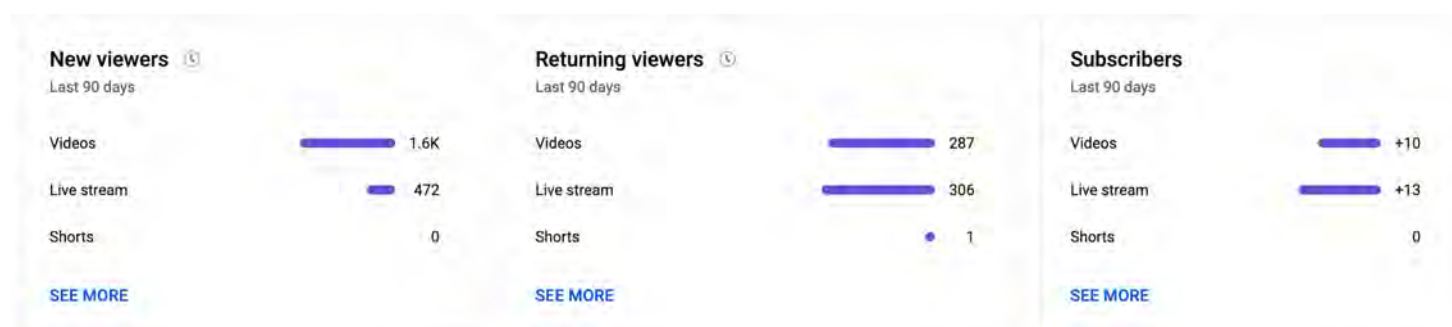 New viewers
Last 90 days
Videos 1.6K
Live stream 472
Shorts 0
SEE MORE
Returning viewers
Last 90 days
Videos 287
Live stream 306
Shorts 1
SEE MORE
Subscribers
Last 90 days
Videos +10
Live stream +13
Shorts 0
SEE MORE